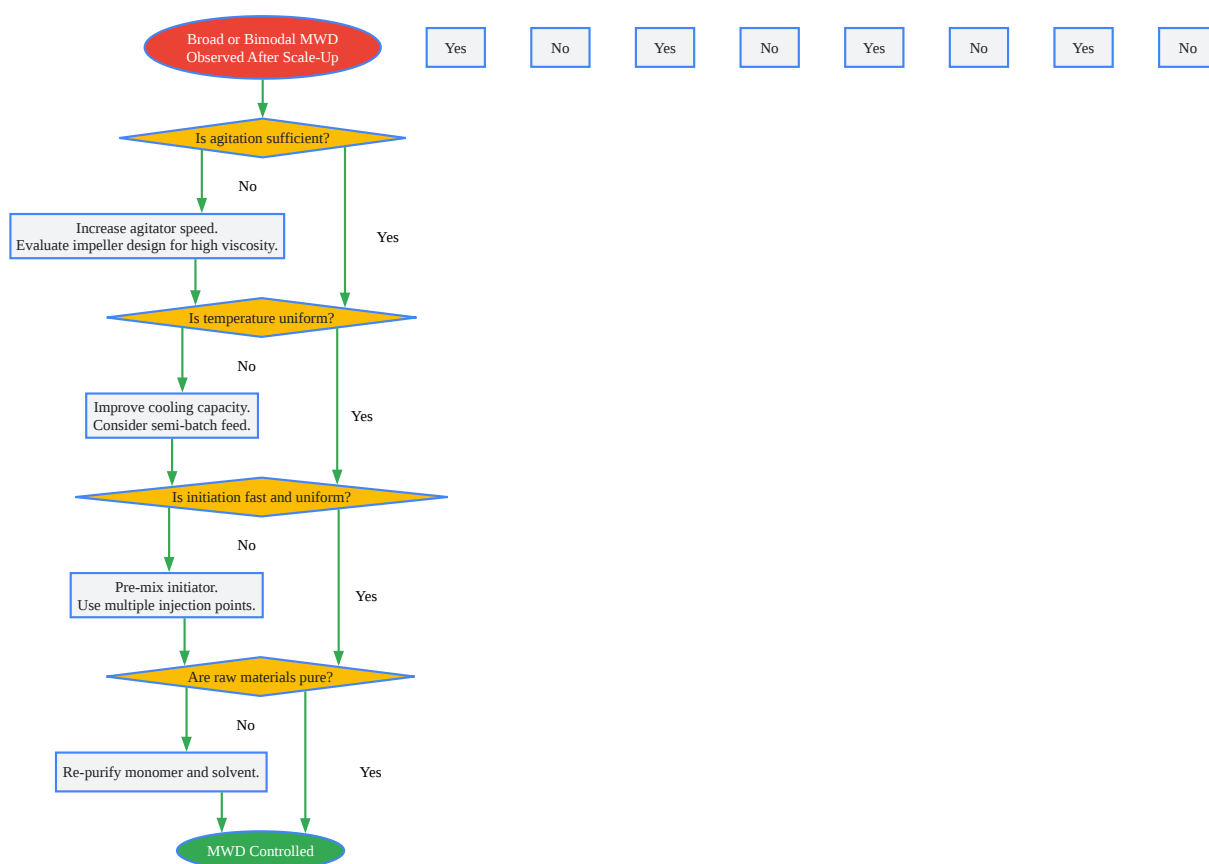 Broad or Bimodal MWD
Observed After Scale-Up
Yes
No
Yes
No
Yes
No
Yes
No
Is agitation sufficient?
No
Increase agitator speed.
Evaluate impeller design for high viscosity.
Yes
Is temperature uniform?
No
Improve cooling capacity.
Consider semi-batch feed.
Yes
Is initiation fast and uniform?
No
Pre-mix initiator.
Use multiple injection points.
Yes
Are raw materials pure?
No
Re-purify monomer and solvent.
Yes
MWD Controlled